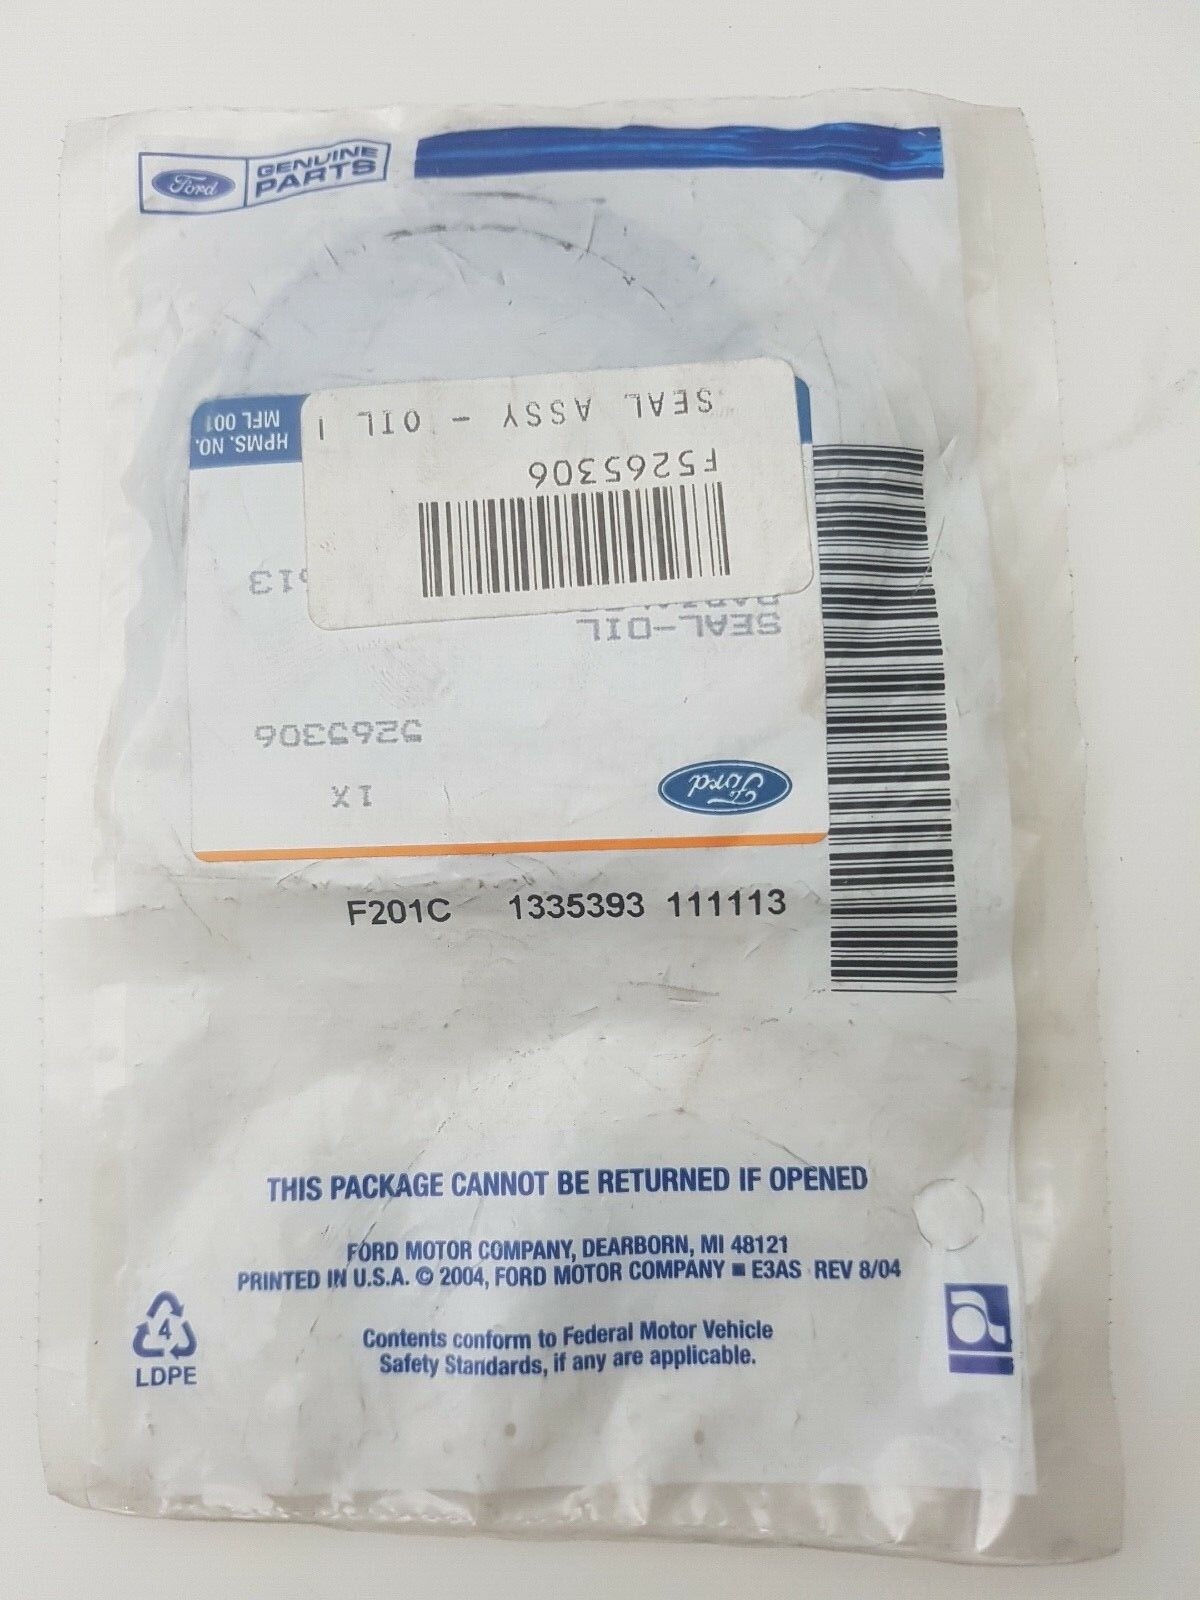 Ford
GENUINE
PARTS
HPMS. NO.
MFL 001
SEAL ASSY - OIL
F5265306
SEAL-OIL
5265306
1X
Ford
F201C 1335393 111113
THIS PACKAGE CANNOT BE RETURNED IF OPENED
FORD MOTOR COMPANY, DEARBORN, MI 48121
PRINTED IN U.S.A. © 2004, FORD MOTOR COMPANY ■ E3AS REV 8/04
Contents conform to Federal Motor Vehicle
Safety Standards, if any are applicable.
4
LDPE